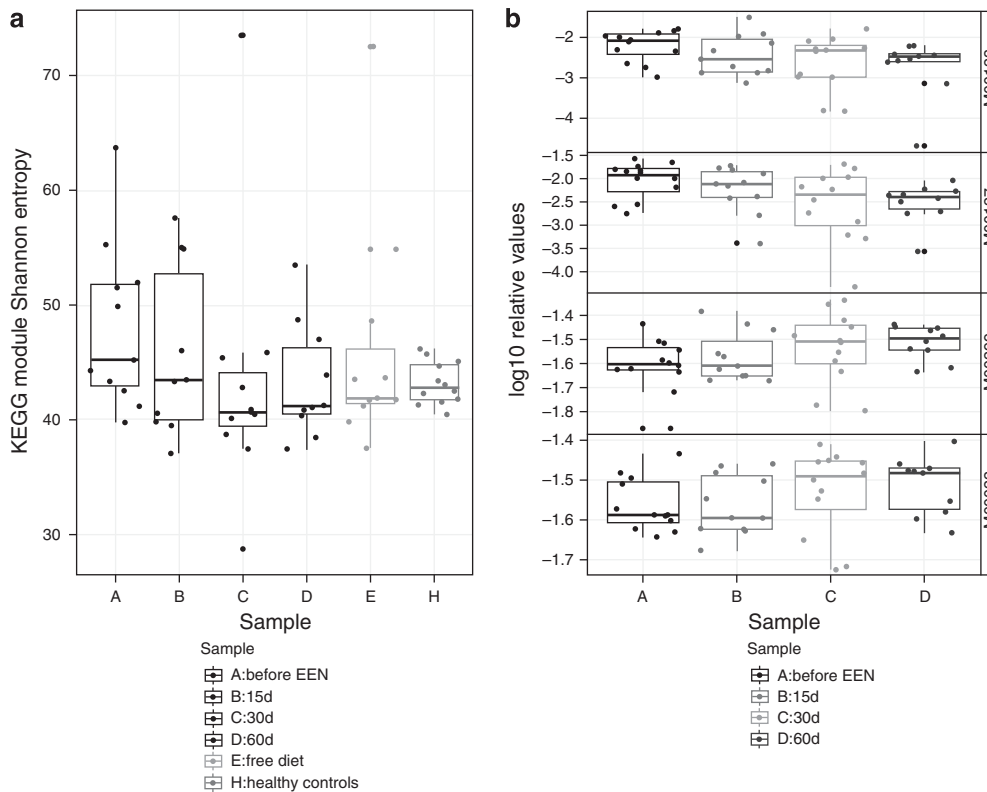 a
KEGG module Shannon entropy
70
60
50
40
30
A B C D E H
Sample
Sample
A:before EEN
B:15d
C:30d
D:60d
E:free diet
H:healthy controls
b
log10 relative values
−2
−3
−4
−1.5
−2.0
−2.5
−3.0
−3.5
−4.0
−1.4
−1.5
−1.6
−1.7
−1.8
−1.4
−1.5
−1.6
−1.7
A B C D
Sample
Sample
A:before EEN
B:15d
C:30d
D:60d